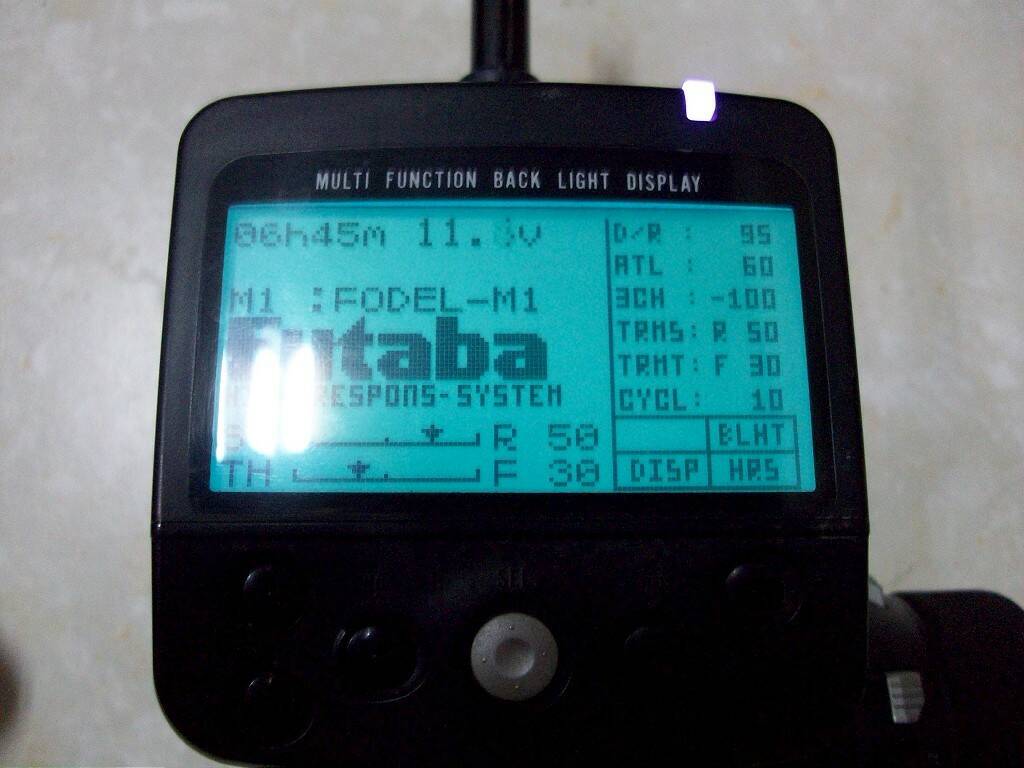 MULTI FUNCTION BACK LIGHT DISPLAY
06h45m 11. V
M1 :FODEL-M1
Futaba
RESPONS-SYSTEM
R 50
TH F 30
D/R : 95
ATL : 60
3CH : -100
TRMS: R 50
TRMT: F 30
CYCL: 10
BLHT
DISP HRS